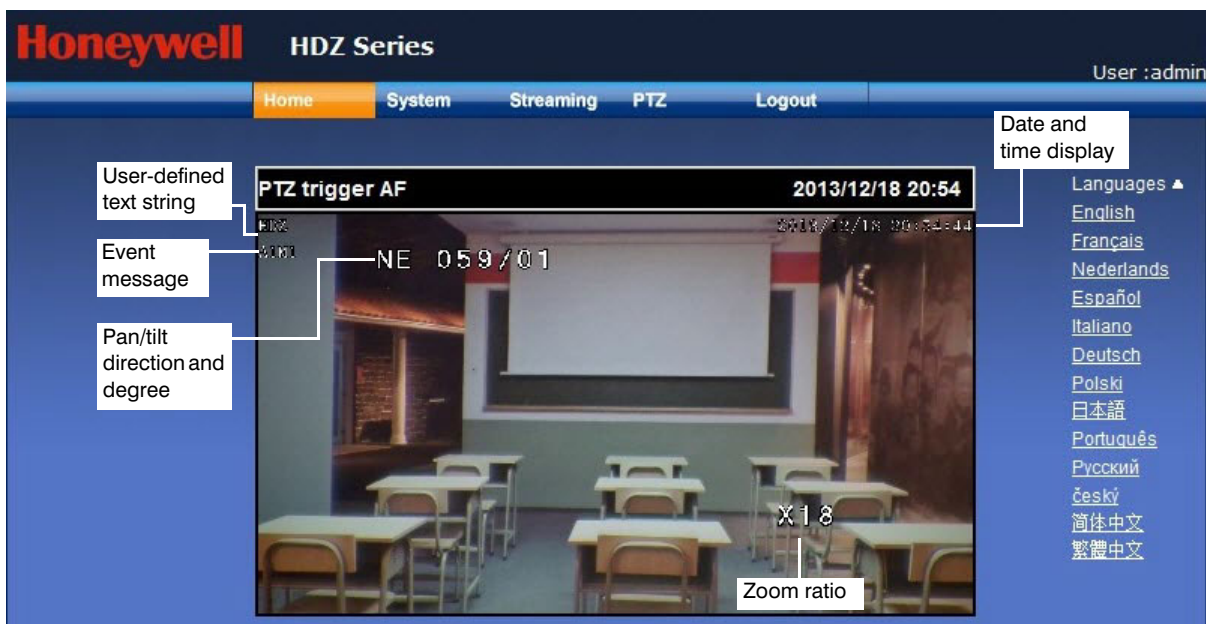 Honeywell HDZ Series
User :admin
Home System Streaming PTZ Logout
Date and
time display
User-defined
text string
PTZ trigger AF 2013/12/18 20:54
HDZ
Event
message
NE 059/01
Pan/tilt
direction and
degree
X18
Zoom ratio
Languages ▲
English
Français
Nederlands
Español
Italiano
Deutsch
Polski
日本語
Português
Русский
český
简体中文
繁體中文